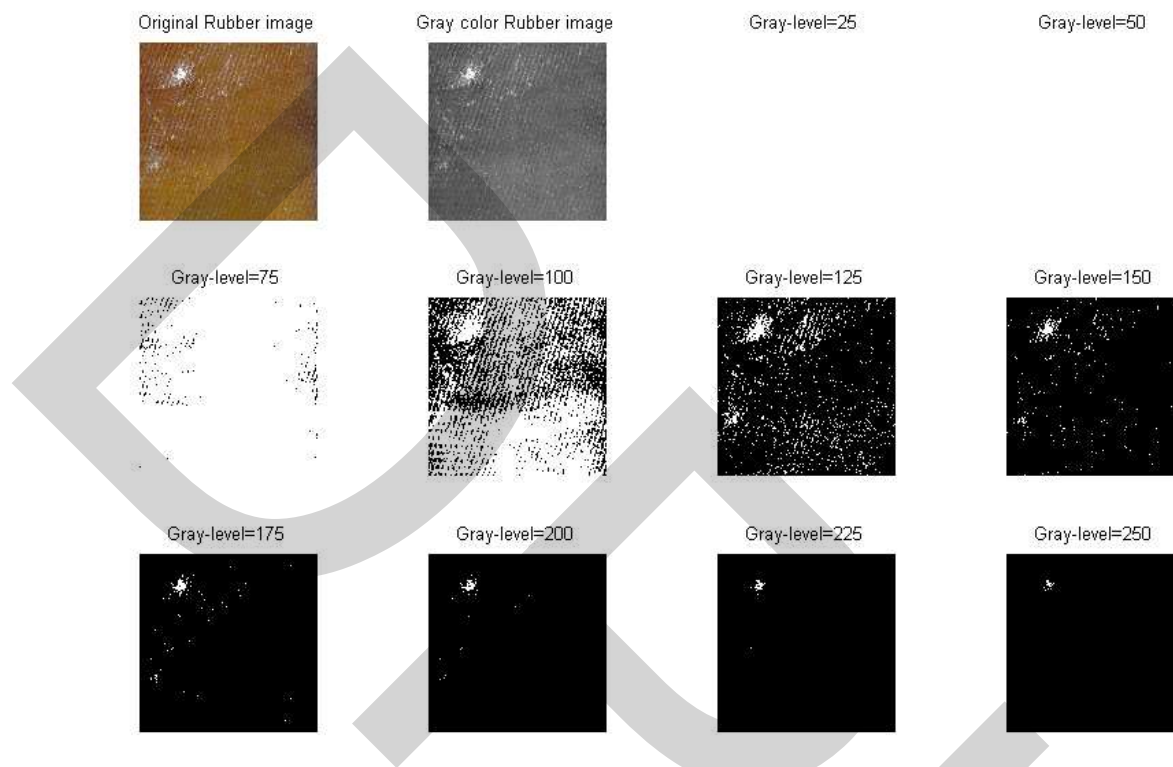 Original Rubber image
Gray color Rubber image
Gray-level=25
Gray-level=50
Gray-level=75
Gray-level=100
Gray-level=125
Gray-level=150
Gray-level=175
Gray-level=200
Gray-level=225
Gray-level=250